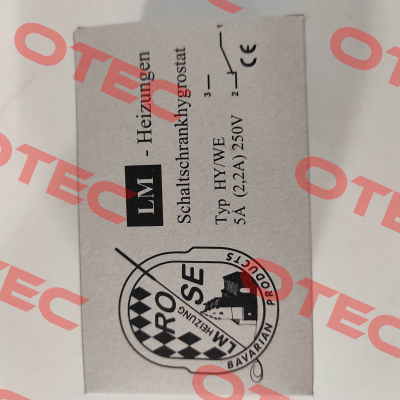 LM - Heizungen
Schaltschrankhygrostat
Typ HY/WE
5A (2,2A) 250V
1
2
3
CE
ROSE
LM HEIZUNG
BAVARIAN PRODUCTS
OTEC
OTEC
OTEC
OTEC
OTEC
OTEC